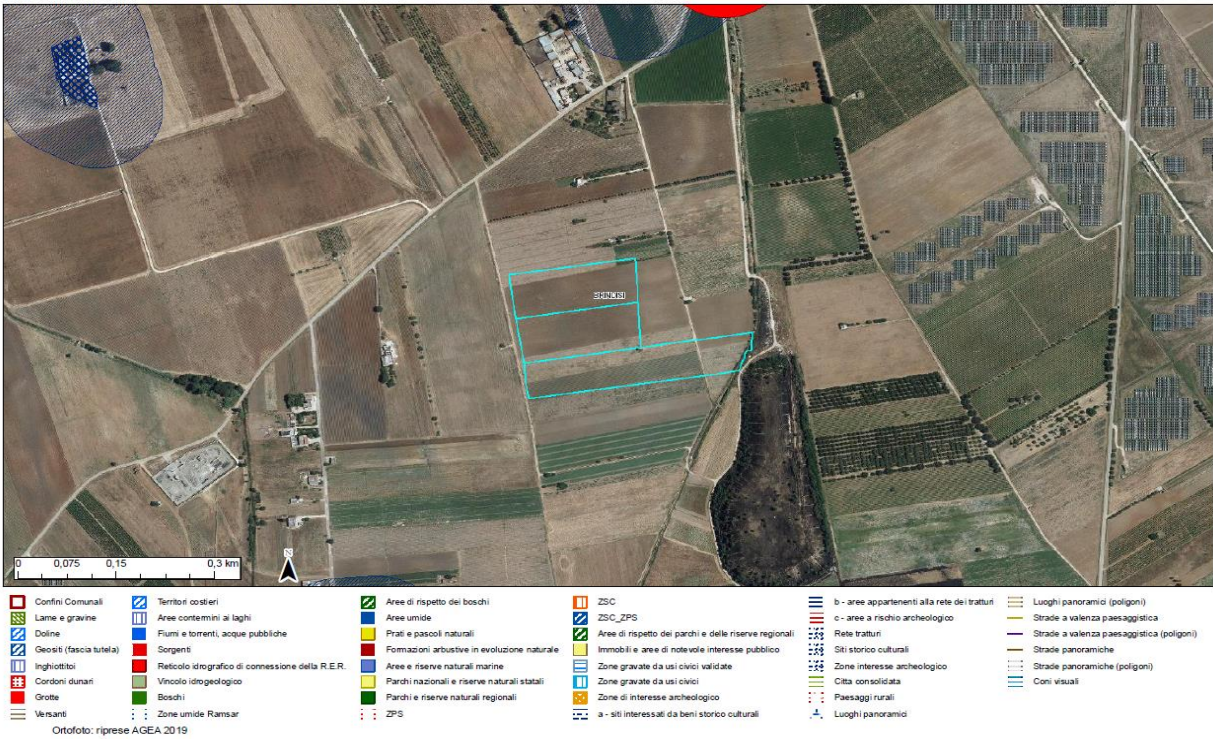 BRINDISI
0 0,075 0,15 0,3 km
N
Confini Comunali
Lame e gravine
Doline
Geositi (fascia tutela)
Inghiottitoi
Cordoni dunari
Grotte
Versanti
Territori costieri
Aree contermini ai laghi
Fiumi e torrenti, acque pubbliche
Sorgenti
Reticolo idrografico di connessione della R.E.R.
Vincolo idrogeologico
Boschi
Zone umide Ramsar
Aree di rispetto dei boschi
Aree umide
Prati e pascoli naturali
Formazioni arbustive in evoluzione naturale
Aree e riserve naturali marine
Parchi nazionali e riserve naturali statali
Parchi e riserve naturali regionali
ZPS
ZSC
ZSC_ZPS
Aree di rispetto dei parchi e delle riserve regionali
Immobili e aree di notevole interesse pubblico
Zone gravate da usi civici validate
Zone gravate da usi civici
Zone di interesse archeologico
a - siti interessati da beni storico culturali
b - aree appartenenti alla rete dei tratturi
c - aree a rischio archeologico
Rete tratturi
Siti storico culturali
Zone interesse archeologico
Citta consolidata
Paesaggi rurali
Luoghi panoramici
Luoghi panoramici (poligoni)
Strade a valenza paesaggistica
Strade a valenza paesaggistica (poligoni)
Strade panoramiche
Strade panoramiche (poligoni)
Coni visuali
Ortofoto: riprese AGEA 2019